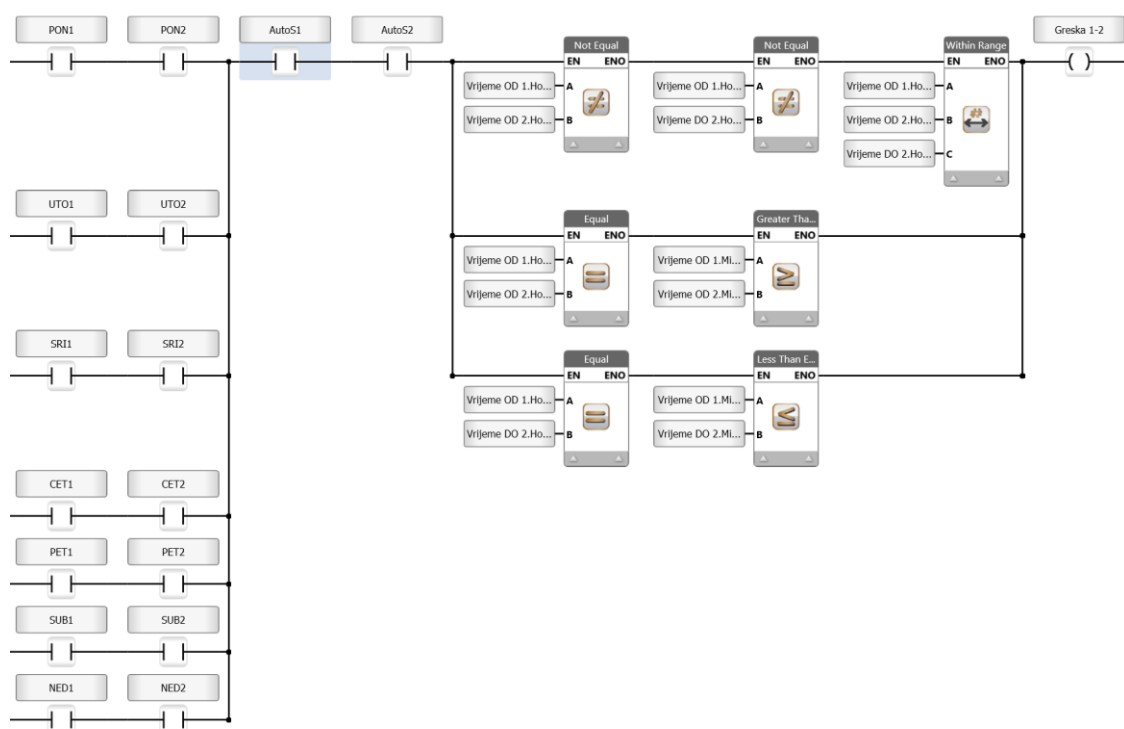 PON1 PON2 AutoS1 AutoS2 Greska 1-2
Not Equal
EN ENO
Vrijeme OD 1.Ho... A
Vrijeme OD 2.Ho... B
Not Equal
EN ENO
Vrijeme OD 1.Ho... A
Vrijeme DO 2.Ho... B
Within Range
EN ENO
Vrijeme OD 1.Ho... A
Vrijeme OD 2.Ho... B
Vrijeme DO 2.Ho... C
UTO1 UTO2
Equal
EN ENO
Vrijeme OD 1.Ho... A
Vrijeme OD 2.Ho... B
Greater Tha...
EN ENO
Vrijeme OD 1.Mi... A
Vrijeme OD 2.Mi... B
SRI1 SRI2
Equal
EN ENO
Vrijeme OD 1.Ho... A
Vrijeme DO 2.Ho... B
Less Than E...
EN ENO
Vrijeme OD 1.Mi... A
Vrijeme DO 2.Mi... B
CET1 CET2
PET1 PET2
SUB1 SUB2
NED1 NED2